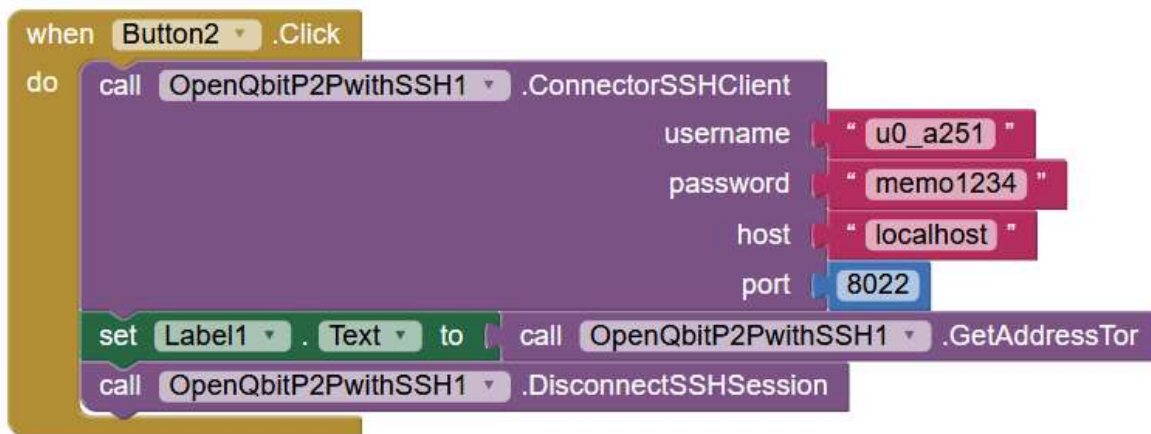 when Button2 .Click
do call OpenQbitP2PwithSSH1 .ConnectorSSHClient
username " u0_a251 "
password " memo1234 "
host " localhost "
port 8022
set Label1 . Text to call OpenQbitP2PwithSSH1 .GetAddressTor
call OpenQbitP2PwithSSH1 .DisconnectSSHSession